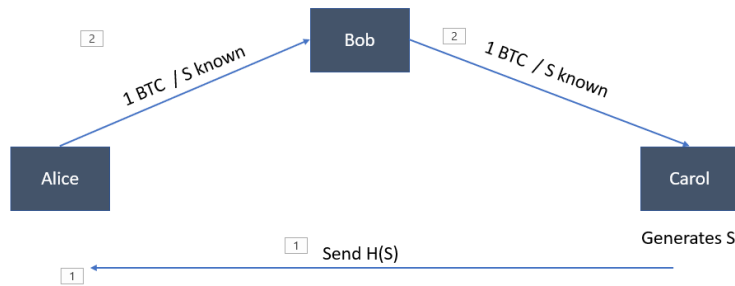 2
Bob
2
1 BTC / S known
1 BTC / S known
Alice
Carol
Generates S
1
Send H(S)
1